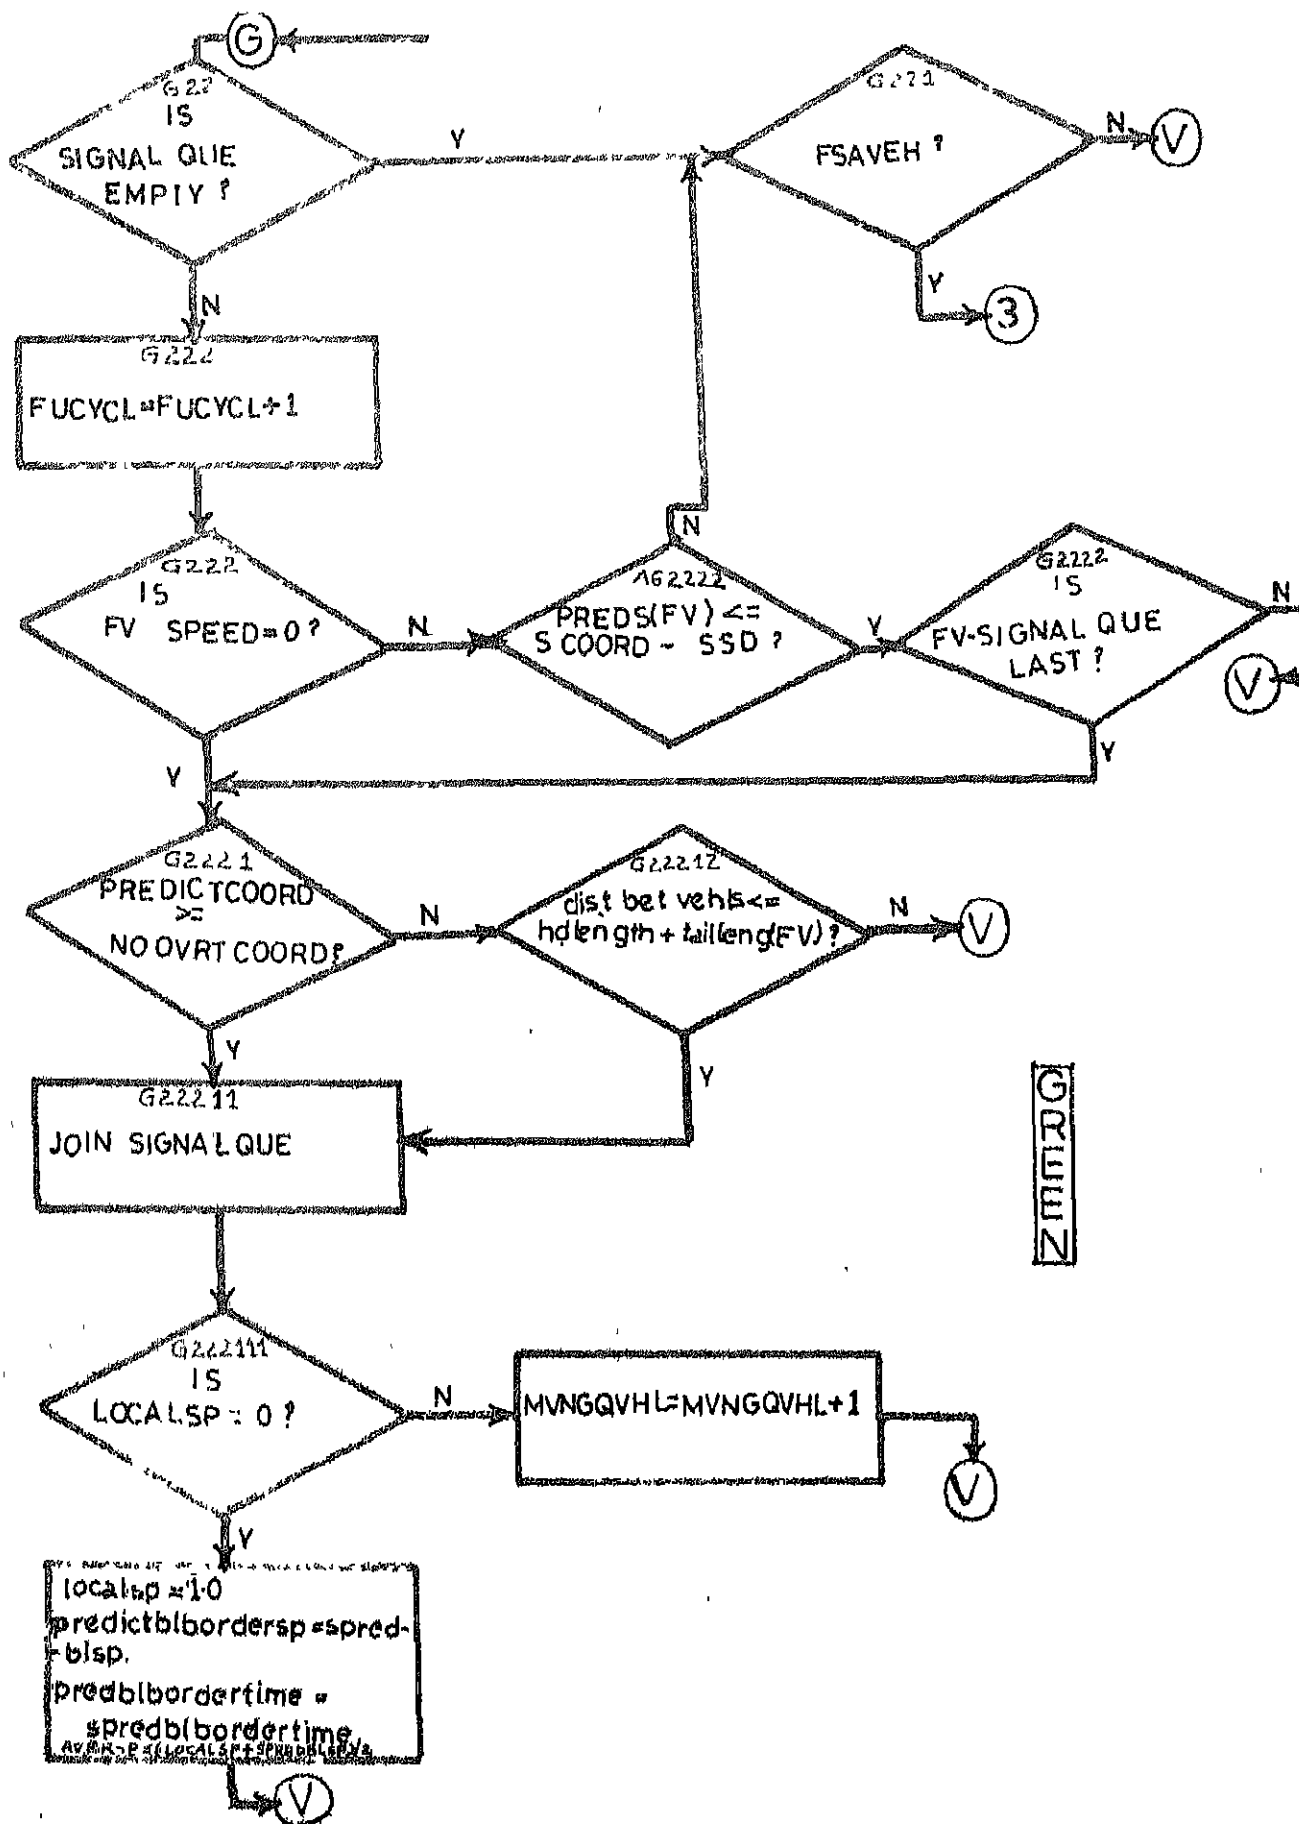 G
G22
IS
SIGNAL QUE
EMPIY ?
Y
N
G221
FSAVEH ?
N
V
Y
3
G222
FUCYCL=FUCYCL+1
G222
IS
FV SPEED=0 ?
N
Y
AG2222
PREDS(FV) <=
S COORD - SSD ?
N
Y
G2222
IS
FV-SIGNAL QUE
LAST ?
N
V
Y
G2221
PREDICTCOORD
>=
NO OVRT COORD?
N
Y
G22212
dist bet vehls<=
hdlength + tailleng(FV) ?
N
V
Y
G22211
JOIN SIGNAL QUE
GREEN
G222111
IS
LOCALSP = 0 ?
N
Y
MVNGQVHL=MVNGQVHL+1
V
localsp = 1.0
predictblbordersp =spred-
-blsp.
predblbordertime =
spredblbordertime
V